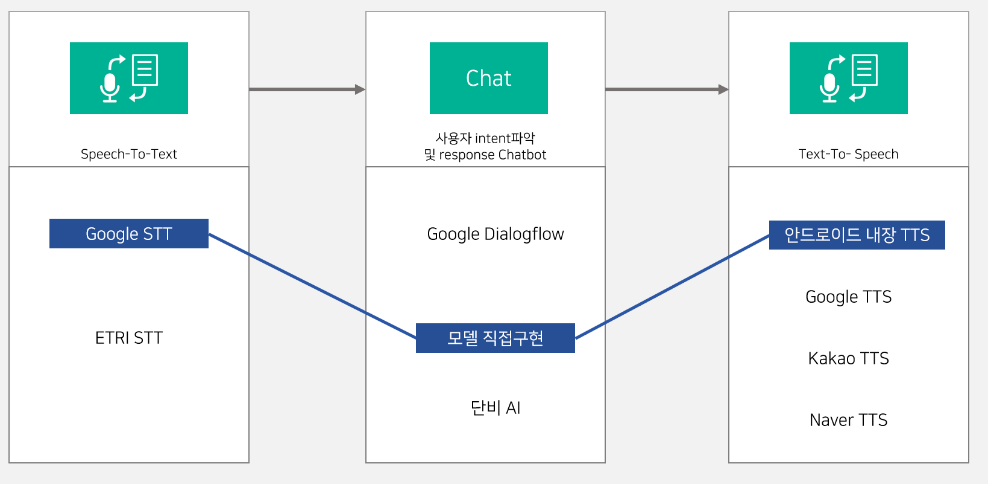 Speech-To-Text
Google STT
ETRI STT
Chat
사용자 intent파악
및 response Chatbot
Google Dialogflow
모델 직접구현
단비 AI
Text-To- Speech
안드로이드 내장 TTS
Google TTS
Kakao TTS
Naver TTS